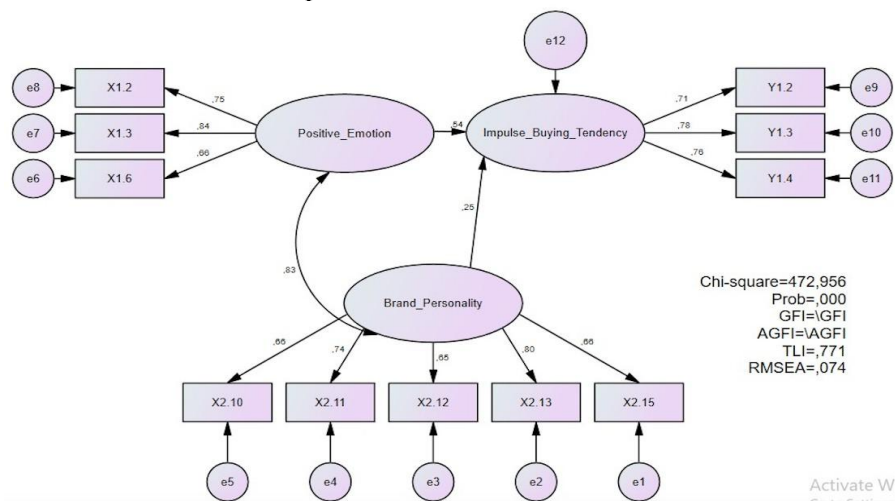 e12
e8
X1.2
,75
Y1.2
e9
,71
e7
X1.3
,84
Positive_Emotion
,54
Impulse_Buying_Tendency
,78
Y1.3
e10
e6
X1.6
,66
,76
Y1.4
e11
,25
,83
Brand_Personality
Chi-square=472,956
Prob=,000
GFI=\GFI
AGFI=\AGFI
TLI=,771
RMSEA=,074
,66
,74
,65
,80
,66
X2.10
X2.11
X2.12
X2.13
X2.15
e5
e4
e3
e2
e1
Activate W